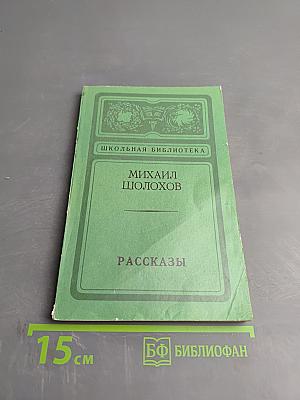 ШКОЛЬНАЯ БИБЛИОТЕКА
МИХАИЛ
ШОЛОХОВ
РАССКАЗЫ
15 см
БФ БИБЛИОФАН